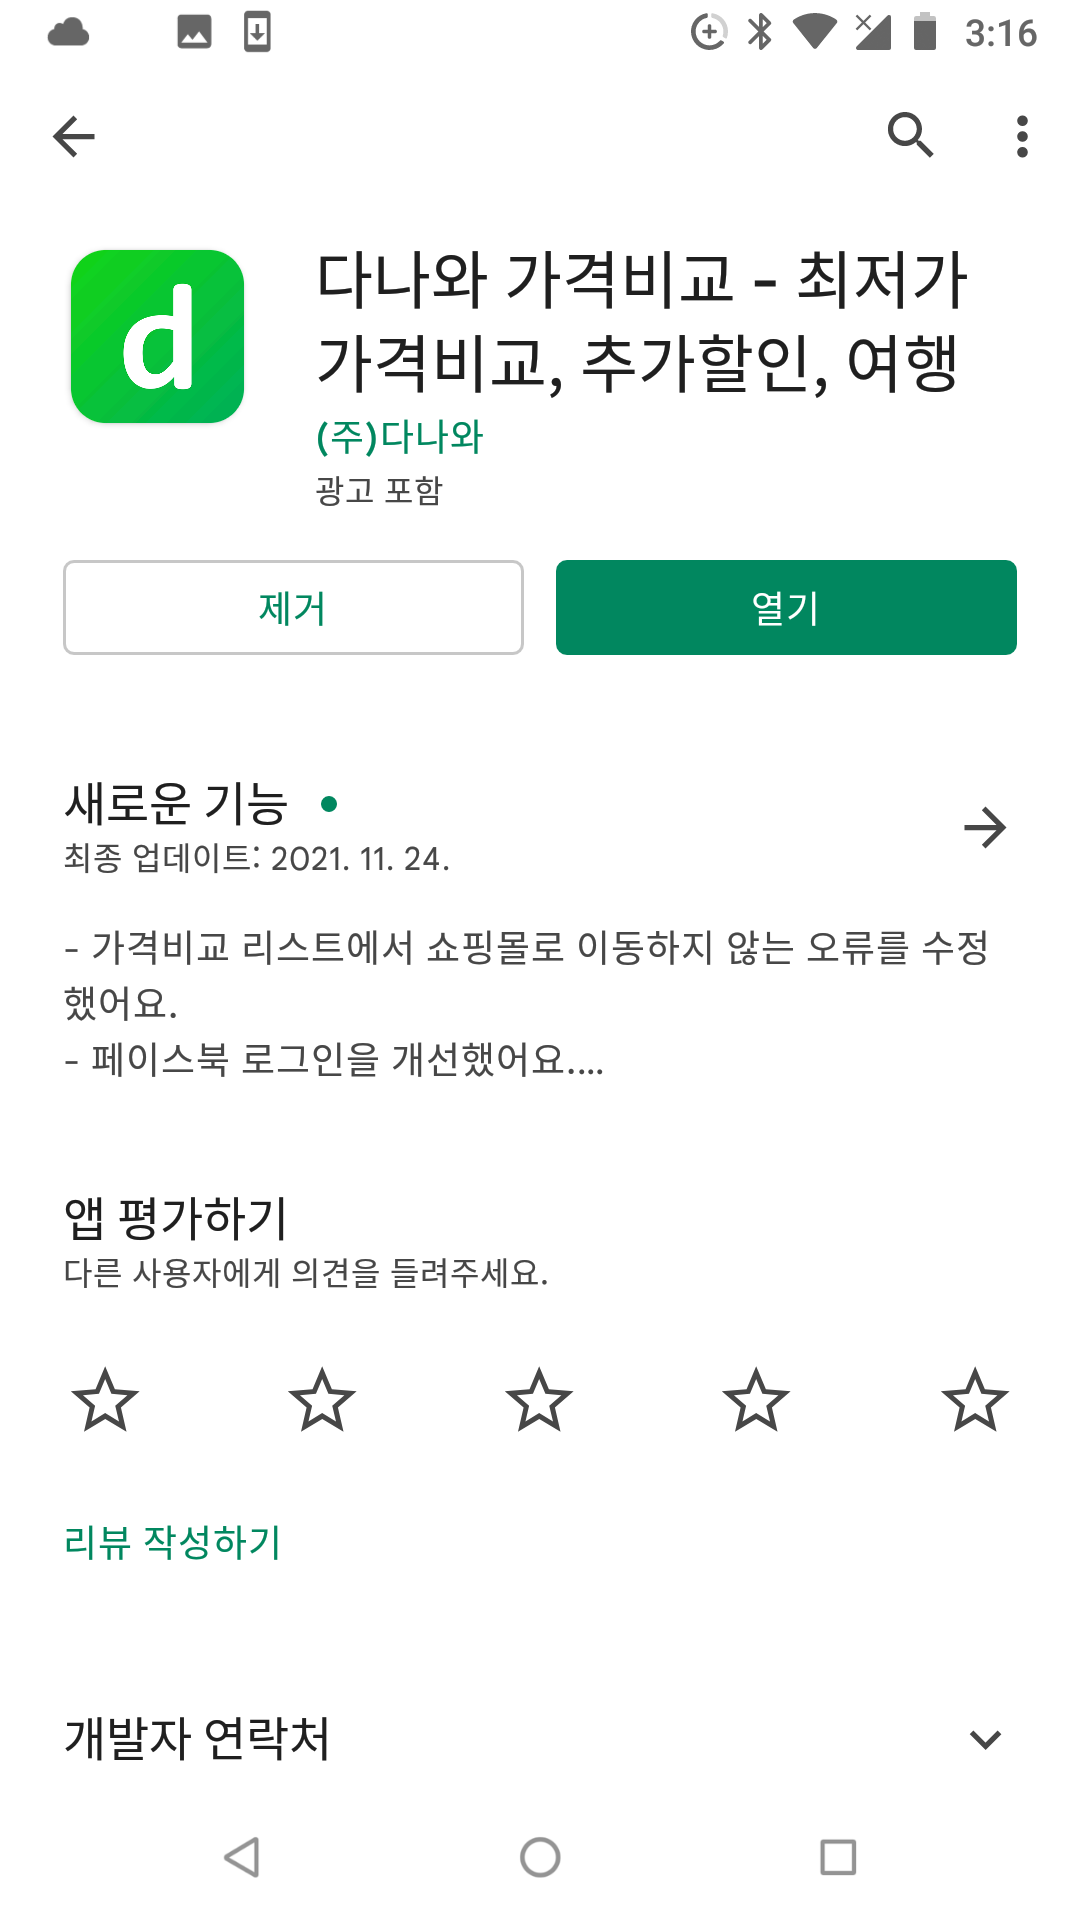 3:16
d
다나와 가격비교 - 최저가
가격비교, 추가할인, 여행
(주)다나와
광고 포함
제거
열기
새로운 기능
최종 업데이트: 2021. 11. 24.
- 가격비교 리스트에서 쇼핑몰로 이동하지 않는 오류를 수정
했어요.
- 페이스북 로그인을 개선했어요....
앱 평가하기
다른 사용자에게 의견을 들려주세요.
리뷰 작성하기
개발자 연락처